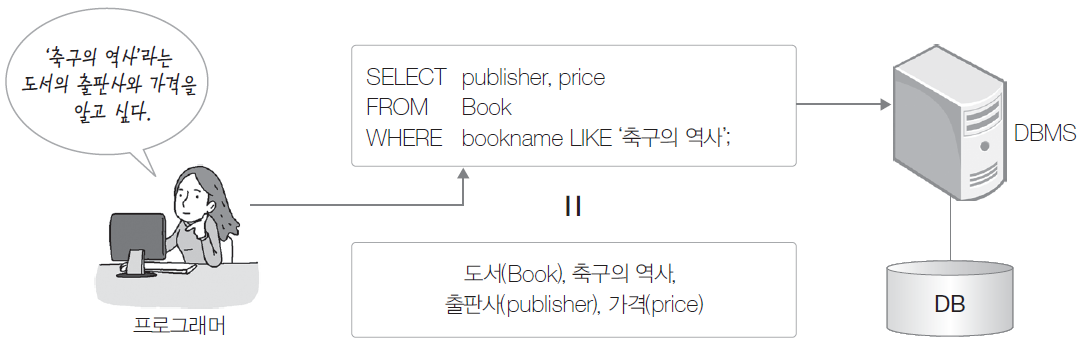 ‘축구의 역사’라는
도서의 출판사와 가격을
알고 싶다.
프로그래머
SELECT publisher, price
FROM Book
WHERE bookname LIKE ‘축구의 역사’;
=
도서(Book), 축구의 역사,
출판사(publisher), 가격(price)
DBMS
DB